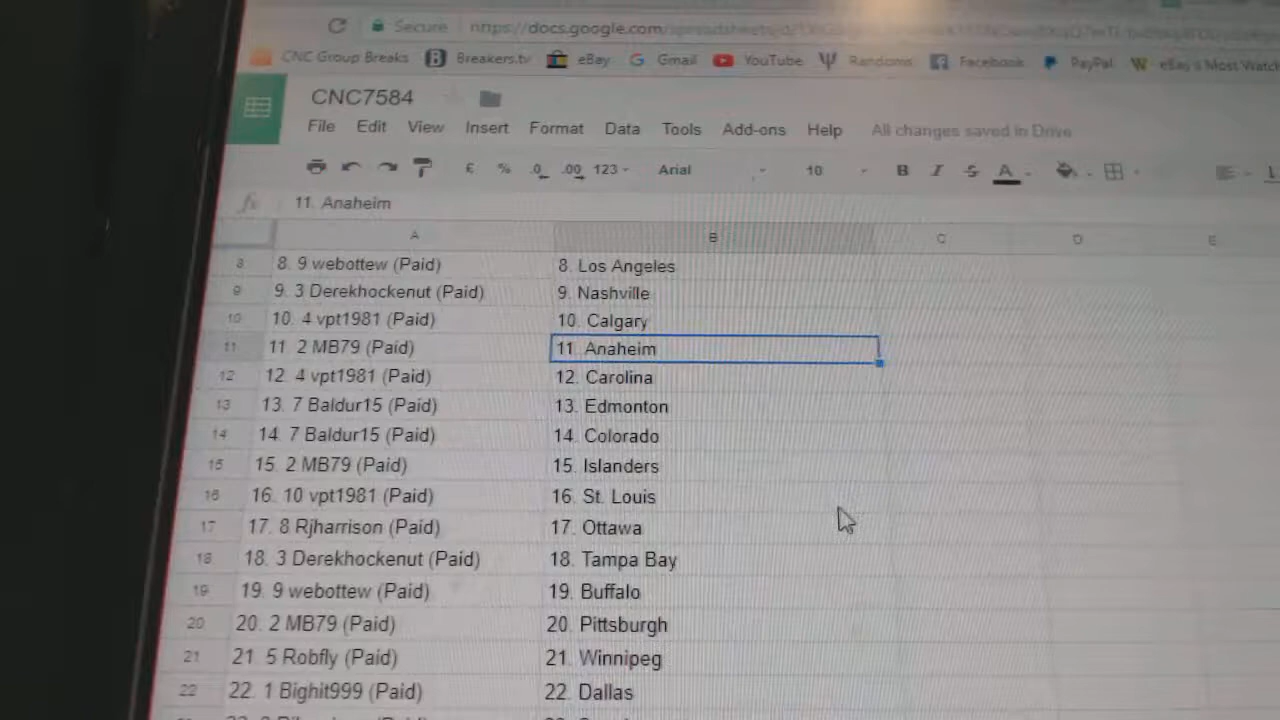 Secure https://docs.google.com/spreadsheets
CNC Group Breaks Breakers.tv eBay Gmail YouTube Randoms Facebook PayPal eBay's Most Watch
CNC7584
File Edit View Insert Format Data Tools Add-ons Help All changes saved in Drive
£ % .0 .00 123 Arial 10 B I S A
fx 11. Anaheim
A B C D E
8 8. 9 webottew (Paid) 8. Los Angeles
9 9. 3 Derekhockenut (Paid) 9. Nashville
10 10. 4 vpt1981 (Paid) 10. Calgary
11 11. 2 MB79 (Paid) 11. Anaheim
12 12. 4 vpt1981 (Paid) 12. Carolina
13 13. 7 Baldur15 (Paid) 13. Edmonton
14 14. 7 Baldur15 (Paid) 14. Colorado
15 15. 2 MB79 (Paid) 15. Islanders
16 16. 10 vpt1981 (Paid) 16. St. Louis
17 17. 8 Rjharrison (Paid) 17. Ottawa
18 18. 3 Derekhockenut (Paid) 18. Tampa Bay
19 19. 9 webottew (Paid) 19. Buffalo
20 20. 2 MB79 (Paid) 20. Pittsburgh
21 21. 5 Robfly (Paid) 21. Winnipeg
22 22. 1 Bighit999 (Paid) 22. Dallas